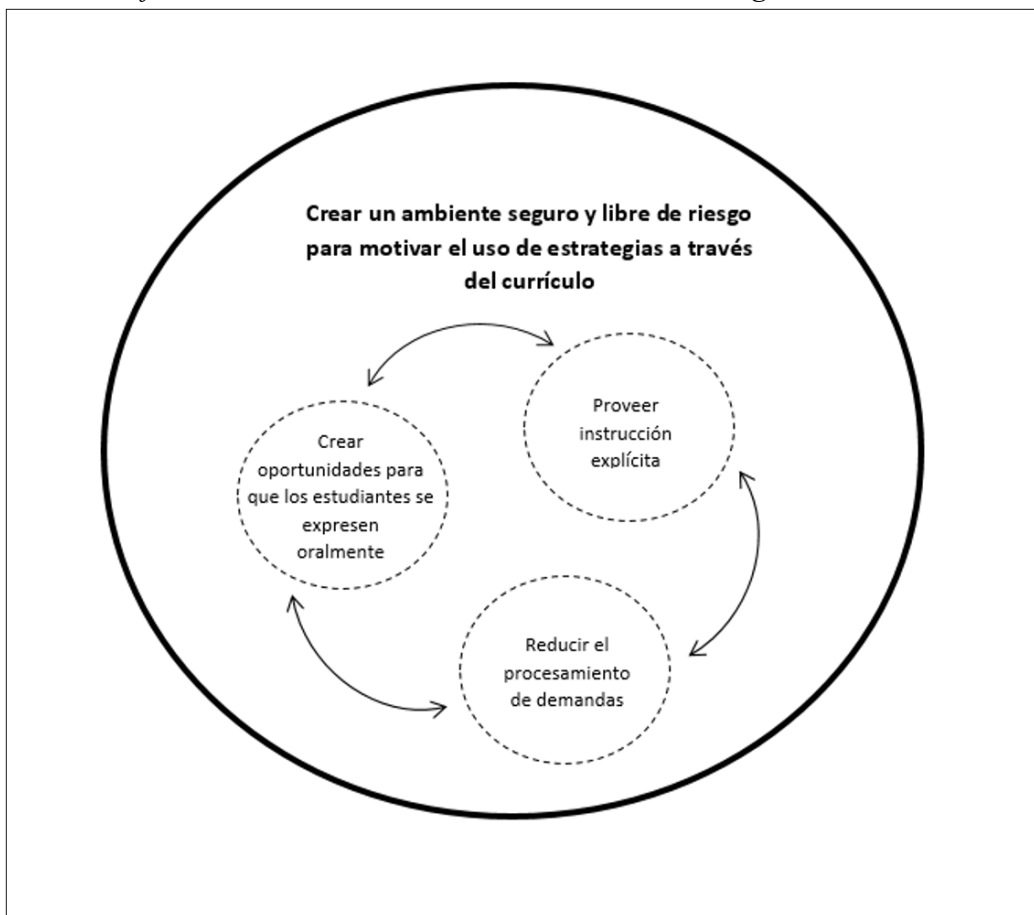 Crear un ambiente seguro y libre de riesgo
para motivar el uso de estrategias a través
del currículo
Proveer
instrucción
explícita
Crear
oportunidades para
que los estudiantes se
expresen
oralmente
Reducir el
procesamiento
de demandas